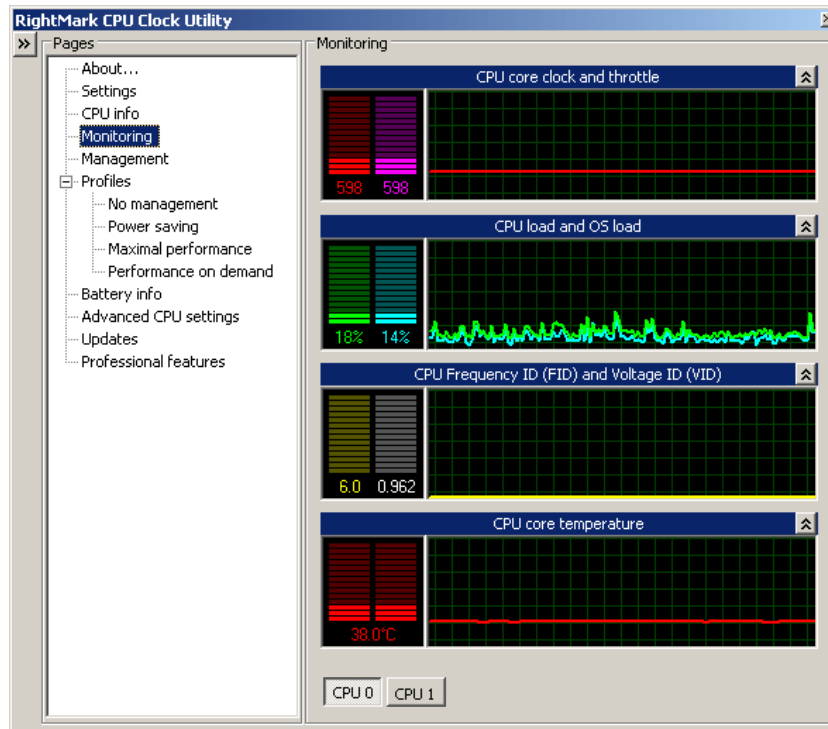 RightMark CPU Clock Utility
Pages
About...
Settings
CPU info
Monitoring
Management
Profiles
No management
Power saving
Maximal performance
Performance on demand
Battery info
Advanced CPU settings
Updates
Professional features
Monitoring
CPU core clock and throttle
598 598
CPU load and OS load
18% 14%
CPU Frequency ID (FID) and Voltage ID (VID)
6.0 0.962
CPU core temperature
38.0°C
CPU 0 CPU 1